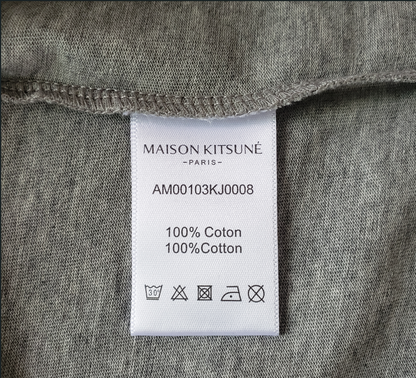 MAISON KITSUNÉ
–PARIS–
AM00103KJ0008
100% Coton
100%Cotton
30°